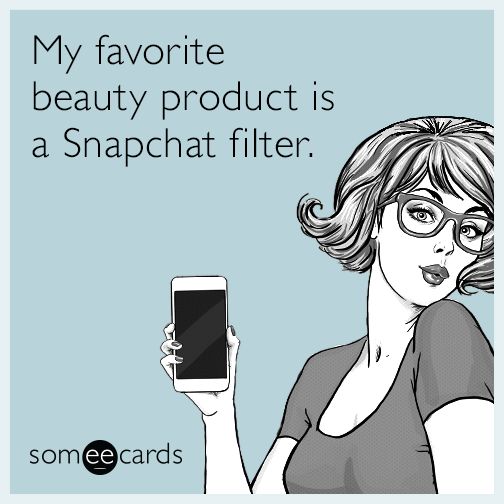 My favorite
beauty product is
a Snapchat filter.
someecards